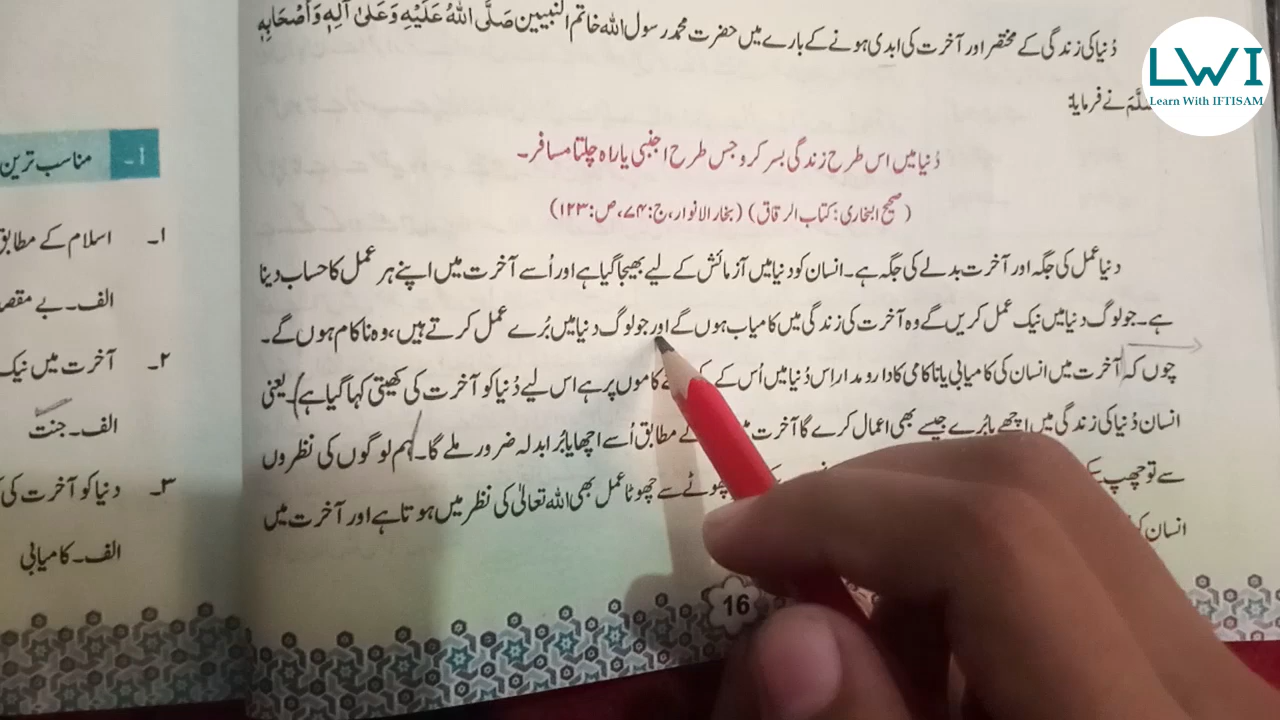 دُنیا کی زندگی کے مختصر اور آخرت کی ابدی ہونے کے بارے میں حضرت محمد رسول اللہ خاتم النبیین صَلَّی اللہُ عَلَیْہِ وَعَلیٰ آلِہٖ وَاَصْحَابِہٖ
وَسَلَّمَ نے فرمایا:
دُنیا میں اس طرح زندگی بسر کرو جس طرح اجنبی یا راہ چلتا مسافر۔
(صحیح البخاری: کتاب الرقاق) (بحار الانوار، ج: ۷۴، ص: ۱۲۳)
دنیا عمل کی جگہ اور آخرت بدلے کی جگہ ہے۔ انسان کو دنیا میں آزمائش کے لیے بھیجا گیا ہے اور اُسے آخرت میں اپنے ہر عمل کا حساب دینا
ہے۔ جو لوگ دنیا میں نیک عمل کریں گے وہ آخرت کی زندگی میں کامیاب ہوں گے اور جو لوگ دنیا میں بُرے عمل کرتے ہیں، وہ ناکام ہوں گے۔
چوں کہ آخرت میں انسان کی کامیابی یا ناکامی کا دارومدار اِس دُنیا میں اُس کے کاموں پر ہے اس لیے دُنیا کو آخرت کی کھیتی کہا گیا ہے یعنی
انسان دُنیا کی زندگی میں اچھے یا بُرے جیسے بھی اعمال کرے گا آخرت کے مطابق اُسے اچھا یا بُرا بدلہ ضرور ملے گا۔ ہم لوگوں کی نظروں
سے تو چھپ چھوٹے سے چھوٹا عمل بھی اللہ تعالیٰ کی نظر میں ہوتا ہے اور آخرت میں
انسان
16
۱۔ مناسب ترین
۱۔ اسلام کے مطابق
الف۔ بے مقصد
۲۔ آخرت میں نیک
الف۔ جنت
۳۔ دنیا کو آخرت کی
الف۔ کامیابی
LWI
Learn With IFTISAM